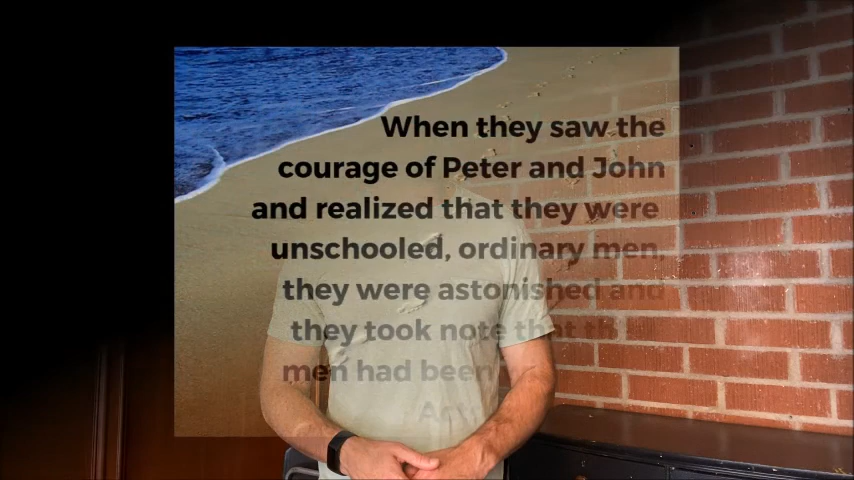 When they saw the
courage of Peter and John
and realized that they were
unschooled, ordinary men,
they were astonished and
they took note that
men had been